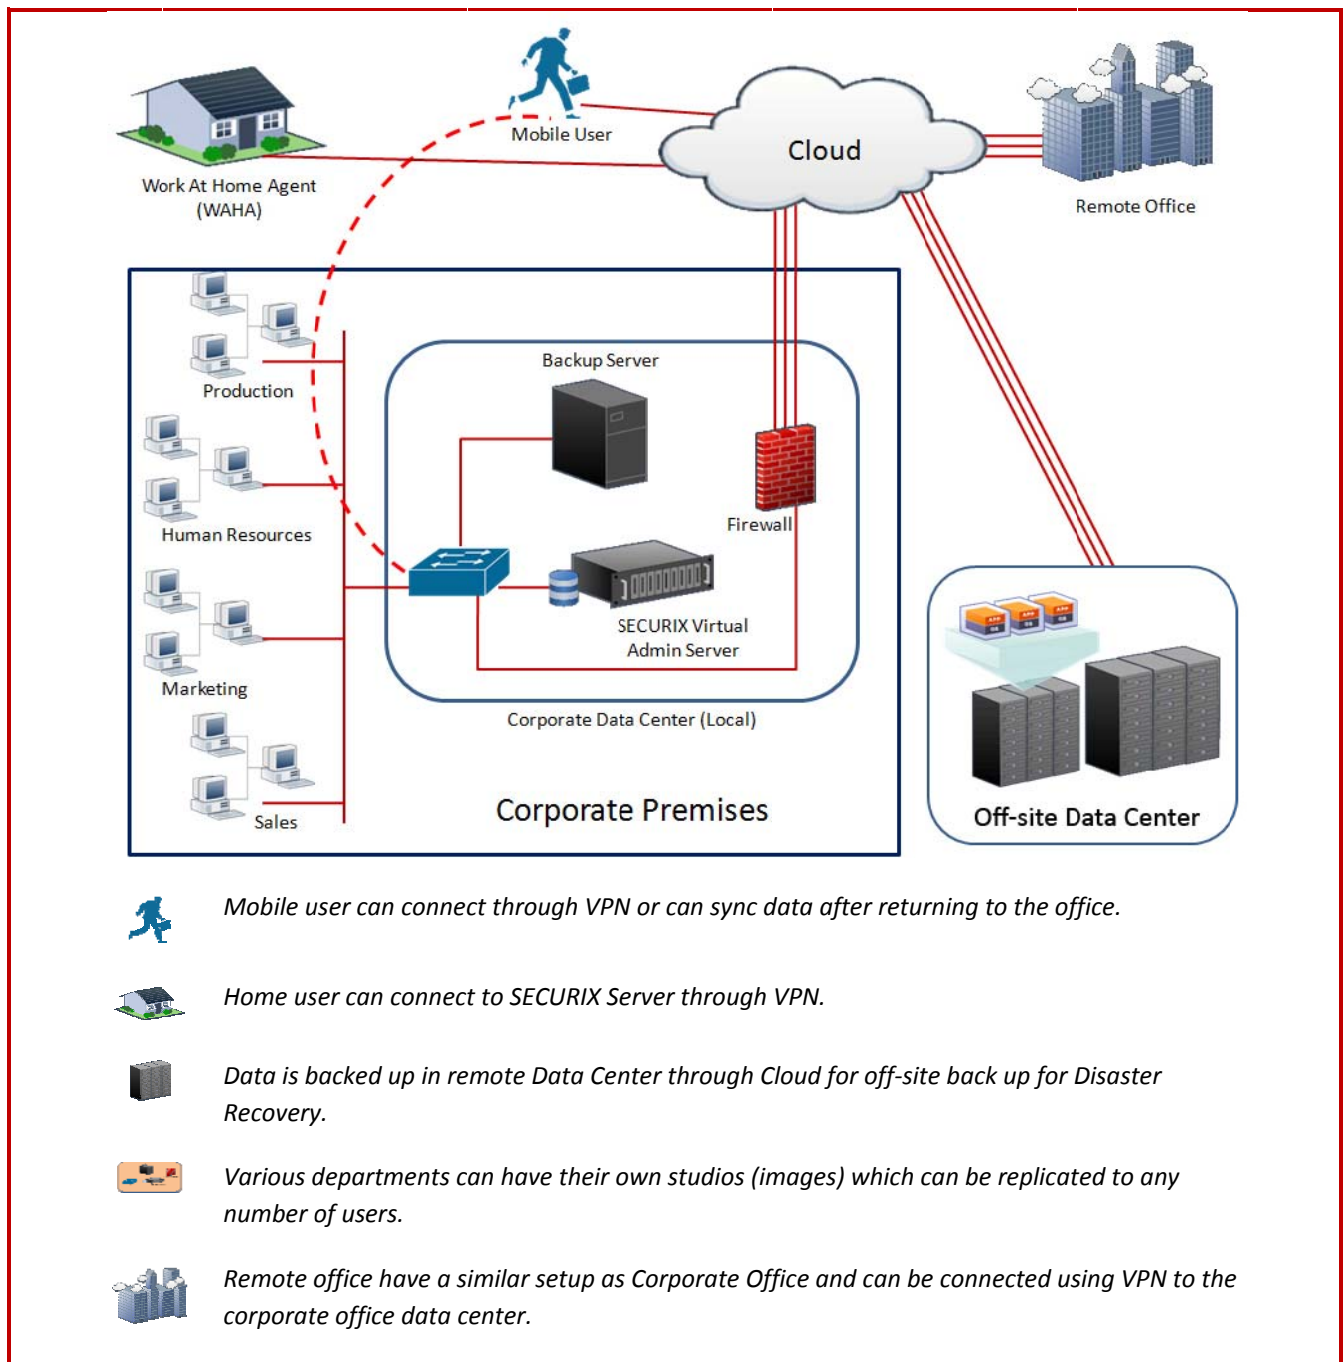 Mobile User
Cloud
Work At Home Agent
(WAHA)
Remote Office
Production
Backup Server
Human Resources
Firewall
SECURIX Virtual
Admin Server
Marketing
Corporate Data Center (Local)
Sales
Corporate Premises
Off-site Data Center
Mobile user can connect through VPN or can sync data after returning to the office.
Home user can connect to SECURIX Server through VPN.
Data is backed up in remote Data Center through Cloud for off-site back up for Disaster
Recovery.
Various departments can have their own studios (images) which can be replicated to any
number of users.
Remote office have a similar setup as Corporate Office and can be connected using VPN to the
corporate office data center.